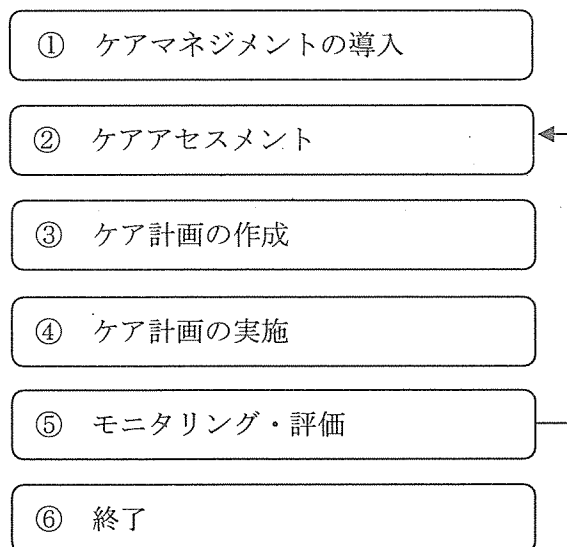 ① ケアマネジメントの導入
② ケアアセスメント
③ ケア計画の作成
④ ケア計画の実施
⑤ モニタリング・評価
⑥ 終了